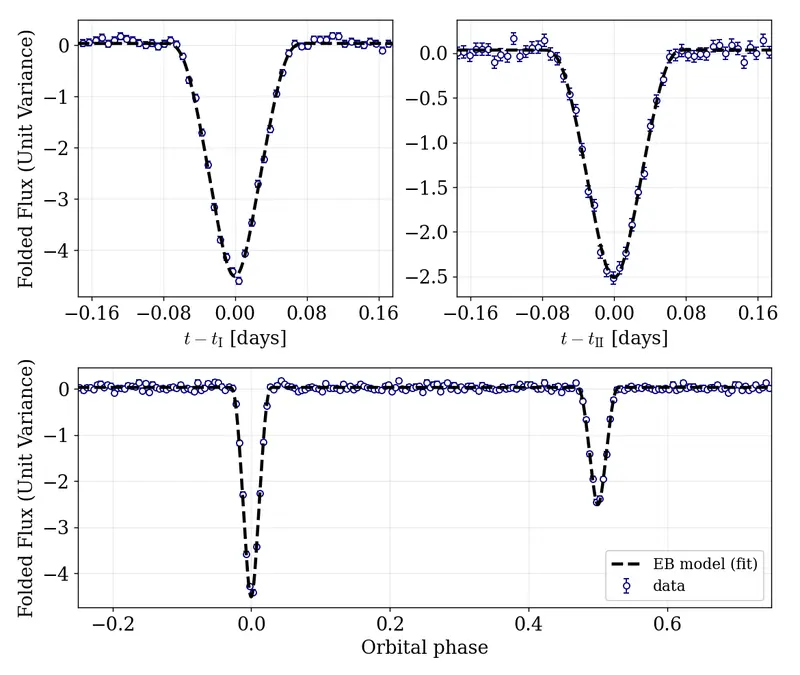 Folded Flux (Unit Variance)
0
−1
−2
−3
−4
−0.16 −0.08 0.00 0.08 0.16
t − t_I [days]
0.0
−0.5
−1.0
−1.5
−2.0
−2.5
−0.16 −0.08 0.00 0.08 0.16
t − t_II [days]
Folded Flux (Unit Variance)
0
−1
−2
−3
−4
EB model (fit)
data
−0.2 0.0 0.2 0.4 0.6
Orbital phase